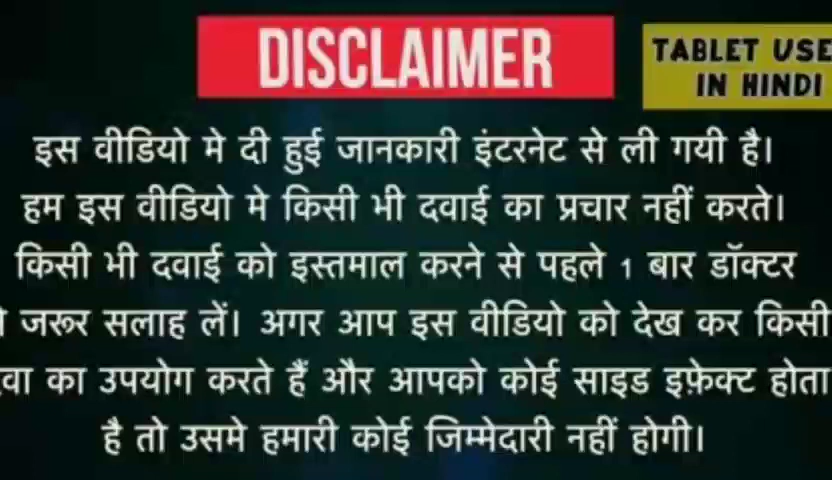 DISCLAIMER
TABLET USE
IN HINDI
इस वीडियो मे दी हुई जानकारी इंटरनेट से ली गयी है।
हम इस वीडियो मे किसी भी दवाई का प्रचार नहीं करते।
किसी भी दवाई को इस्तमाल करने से पहले 1 बार डॉक्टर
जरूर सलाह लें। अगर आप इस वीडियो को देख कर किसी
का उपयोग करते हैं और आपको कोई साइड इफ़ेक्ट होता
है तो उसमे हमारी कोई जिम्मेदारी नहीं होगी।